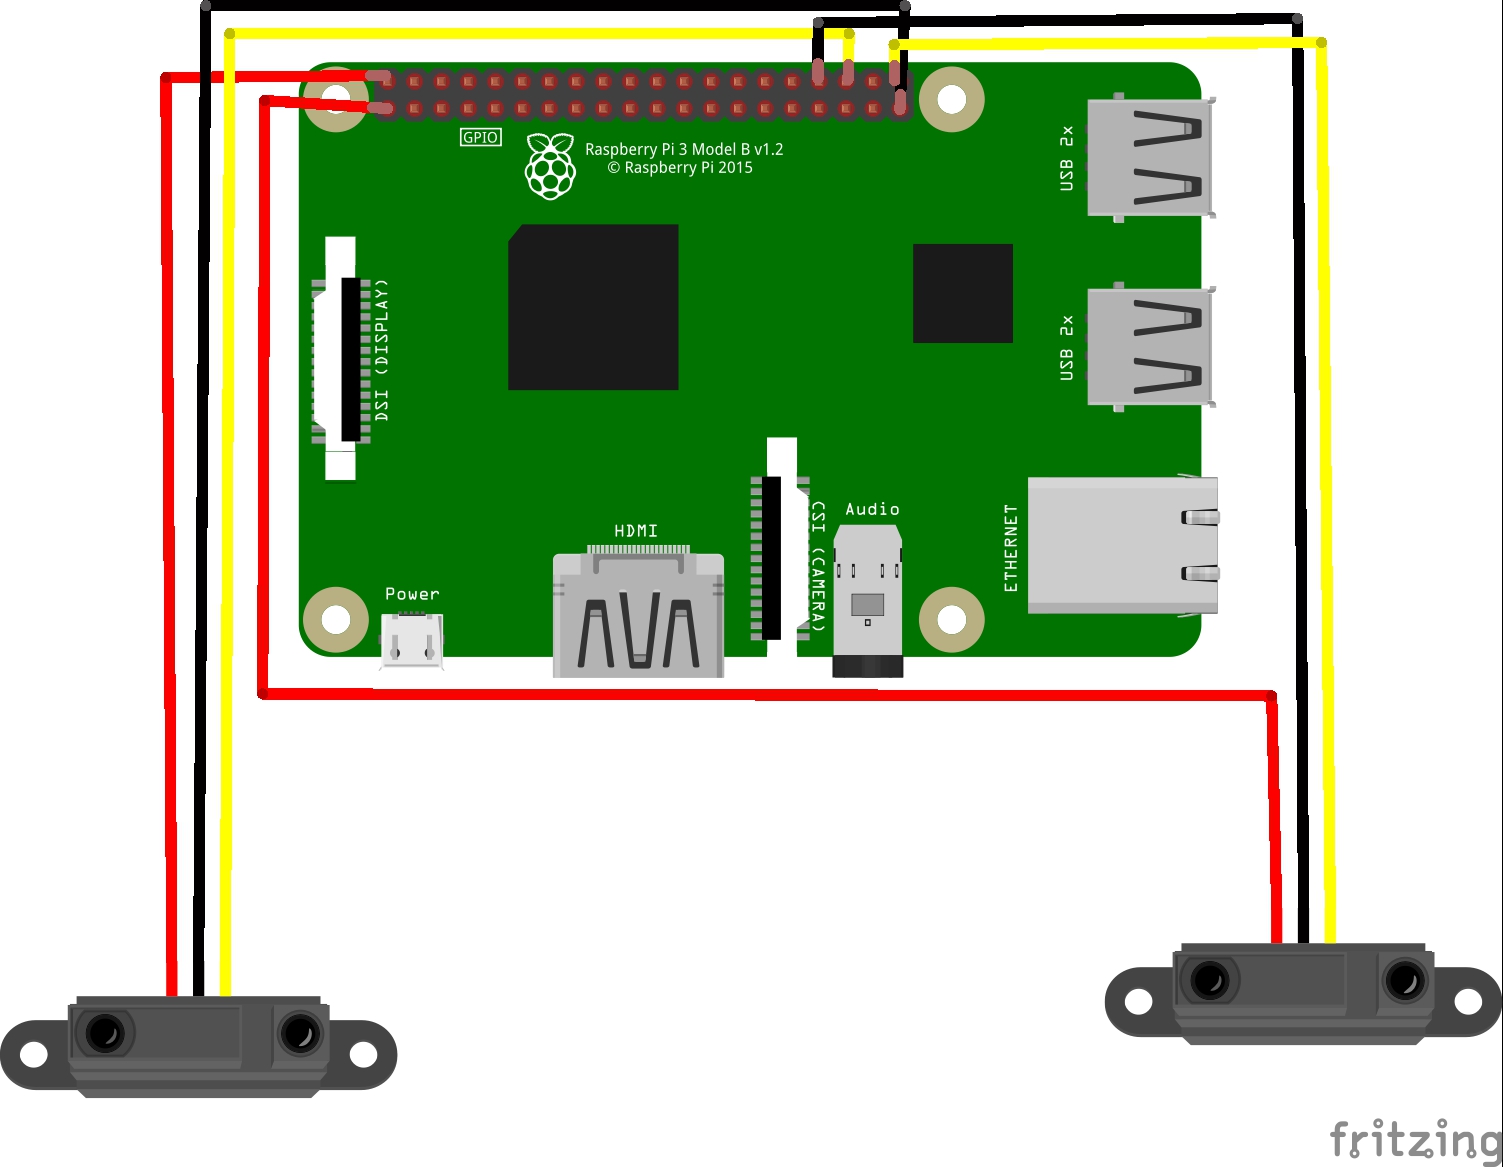 GPIO
Raspberry Pi 3 Model B v1.2
© Raspberry Pi 2015
USB 2x
DSI (DISPLAY)
USB 2x
HDMI
CSI (CAMERA)
Audio
ETHERNET
Power
fritzing